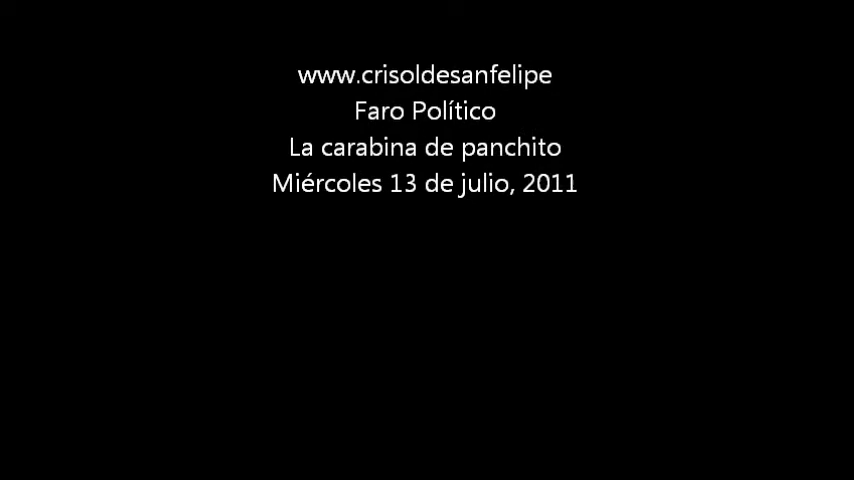 www.crisoldesanfelipe
Faro Político
La carabina de panchito
Miércoles 13 de julio, 2011